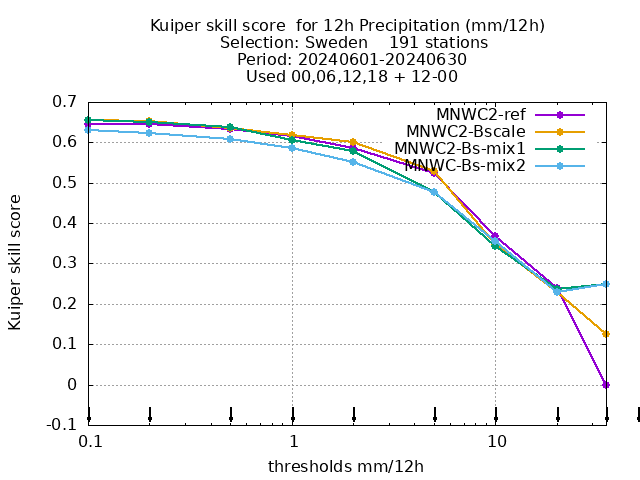 Kuiper skill score  for 12h Precipitation (mm/12h)
Selection: Sweden    191 stations
Period: 20240601-20240630
Used 00,06,12,18 + 12-00
MNWC2-ref
MNWC2-Bscale
MNWC2-Bs-mix1
MNWC-Bs-mix2
0.7
0.6
0.5
0.4
0.3
0.2
0.1
0
-0.1
Kuiper skill score
0.1 1 10
thresholds mm/12h